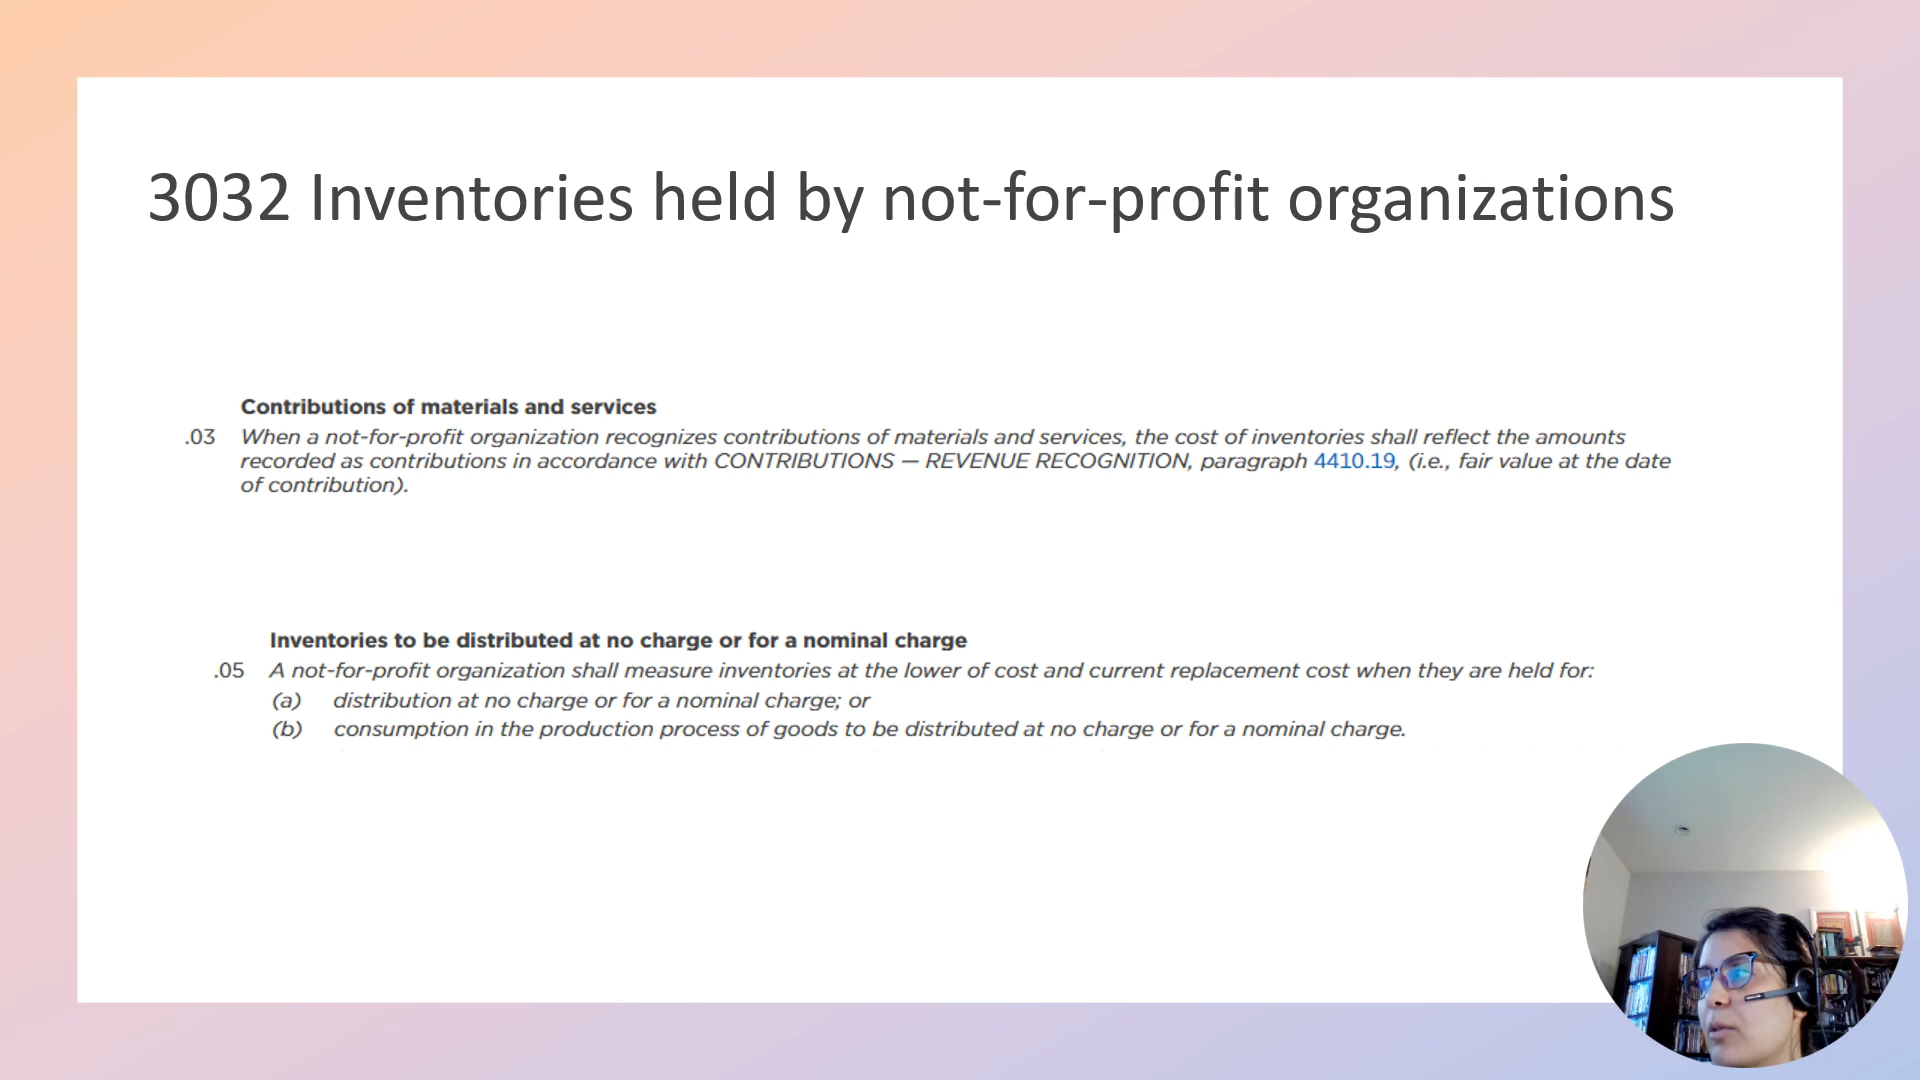 3032 Inventories held by not-for-profit organizations
Contributions of materials and services
.03 When a not-for-profit organization recognizes contributions of materials and services, the cost of inventories shall reflect the amounts
recorded as contributions in accordance with CONTRIBUTIONS — REVENUE RECOGNITION, paragraph 4410.19, (i.e., fair value at the date
of contribution).
Inventories to be distributed at no charge or for a nominal charge
.05 A not-for-profit organization shall measure inventories at the lower of cost and current replacement cost when they are held for:
(a) distribution at no charge or for a nominal charge; or
(b) consumption in the production process of goods to be distributed at no charge or for a nominal charge.